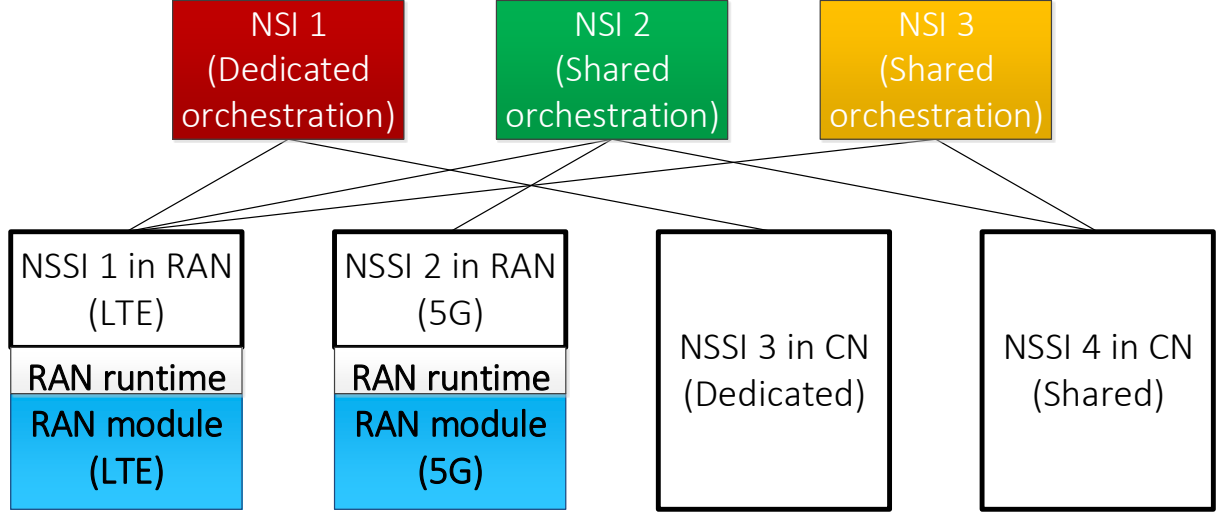 NSI 1
(Dedicated
orchestration)
NSI 2
(Shared
orchestration)
NSI 3
(Shared
orchestration)
NSSI 1 in RAN
(LTE)
RAN runtime
RAN module
(LTE)
NSSI 2 in RAN
(5G)
RAN runtime
RAN module
(5G)
NSSI 3 in CN
(Dedicated)
NSSI 4 in CN
(Shared)